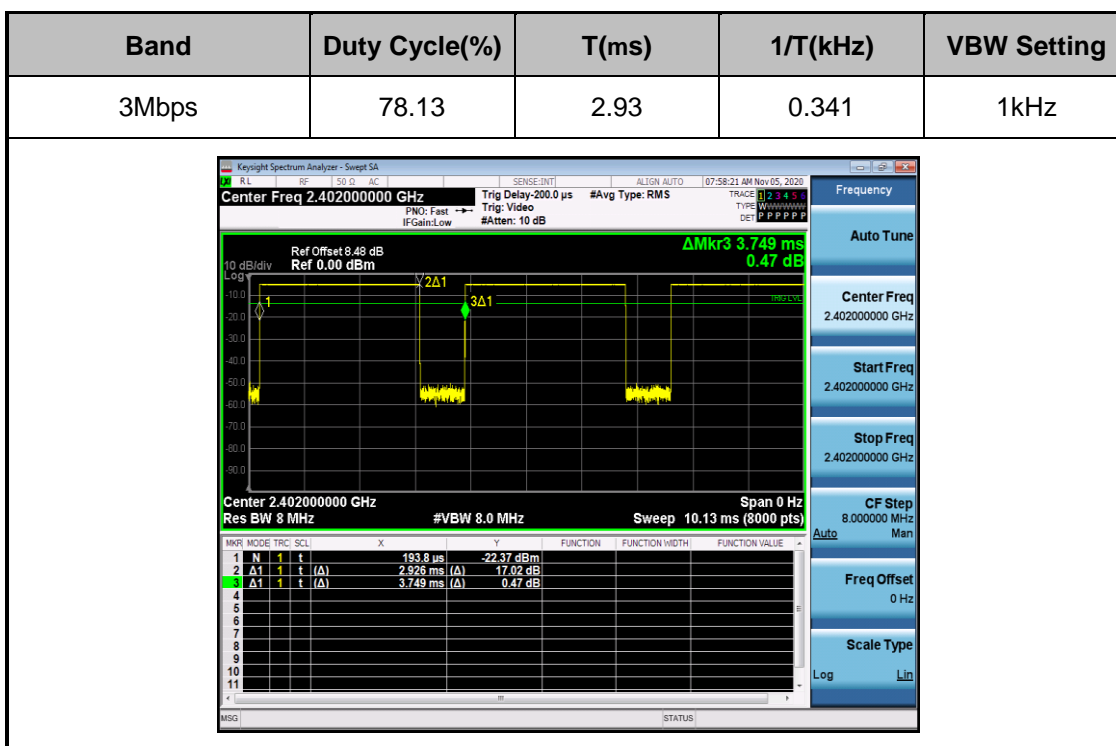 Band Duty Cycle(%) T(ms) 1/T(kHz) VBW Setting
3Mbps 78.13 2.93 0.341 1kHz
Keysight Spectrum Analyzer - Swept SA
RL RF 50 Ω AC SENSE:INT ALIGN AUTO 07:58:21 AM Nov 05, 2020
Center Freq 2.402000000 GHz Trig Delay-200.0 µs #Avg Type: RMS TRACE 1 2 3 4 5 6
PNO: Fast Trig: Video TYPE WWWWWW
IFGain:Low #Atten: 10 dB DET P P P P P P
ΔMkr3 3.749 ms
0.47 dB
Ref Offset 8.48 dB
10 dB/div Ref 0.00 dBm
Log
2Δ1
-10.0 1 3Δ1 TRIG LVL
-20.0
-30.0
-40.0
-50.0
-60.0
-70.0
-80.0
-90.0
Center 2.402000000 GHz Span 0 Hz
Res BW 8 MHz #VBW 8.0 MHz Sweep 10.13 ms (8000 pts)
MKR MODE TRC SCL X Y FUNCTION FUNCTION WIDTH FUNCTION VALUE
1 N 1 t 193.8 µs -22.37 dBm
2 Δ1 1 t (Δ) 2.926 ms (Δ) 17.02 dB
3 Δ1 1 t (Δ) 3.749 ms (Δ) 0.47 dB
4
5
6
7
8
9
10
11
MSG STATUS
Frequency
Auto Tune
Center Freq
2.402000000 GHz
Start Freq
2.402000000 GHz
Stop Freq
2.402000000 GHz
CF Step
8.000000 MHz
Auto Man
Freq Offset
0 Hz
Scale Type
Log Lin